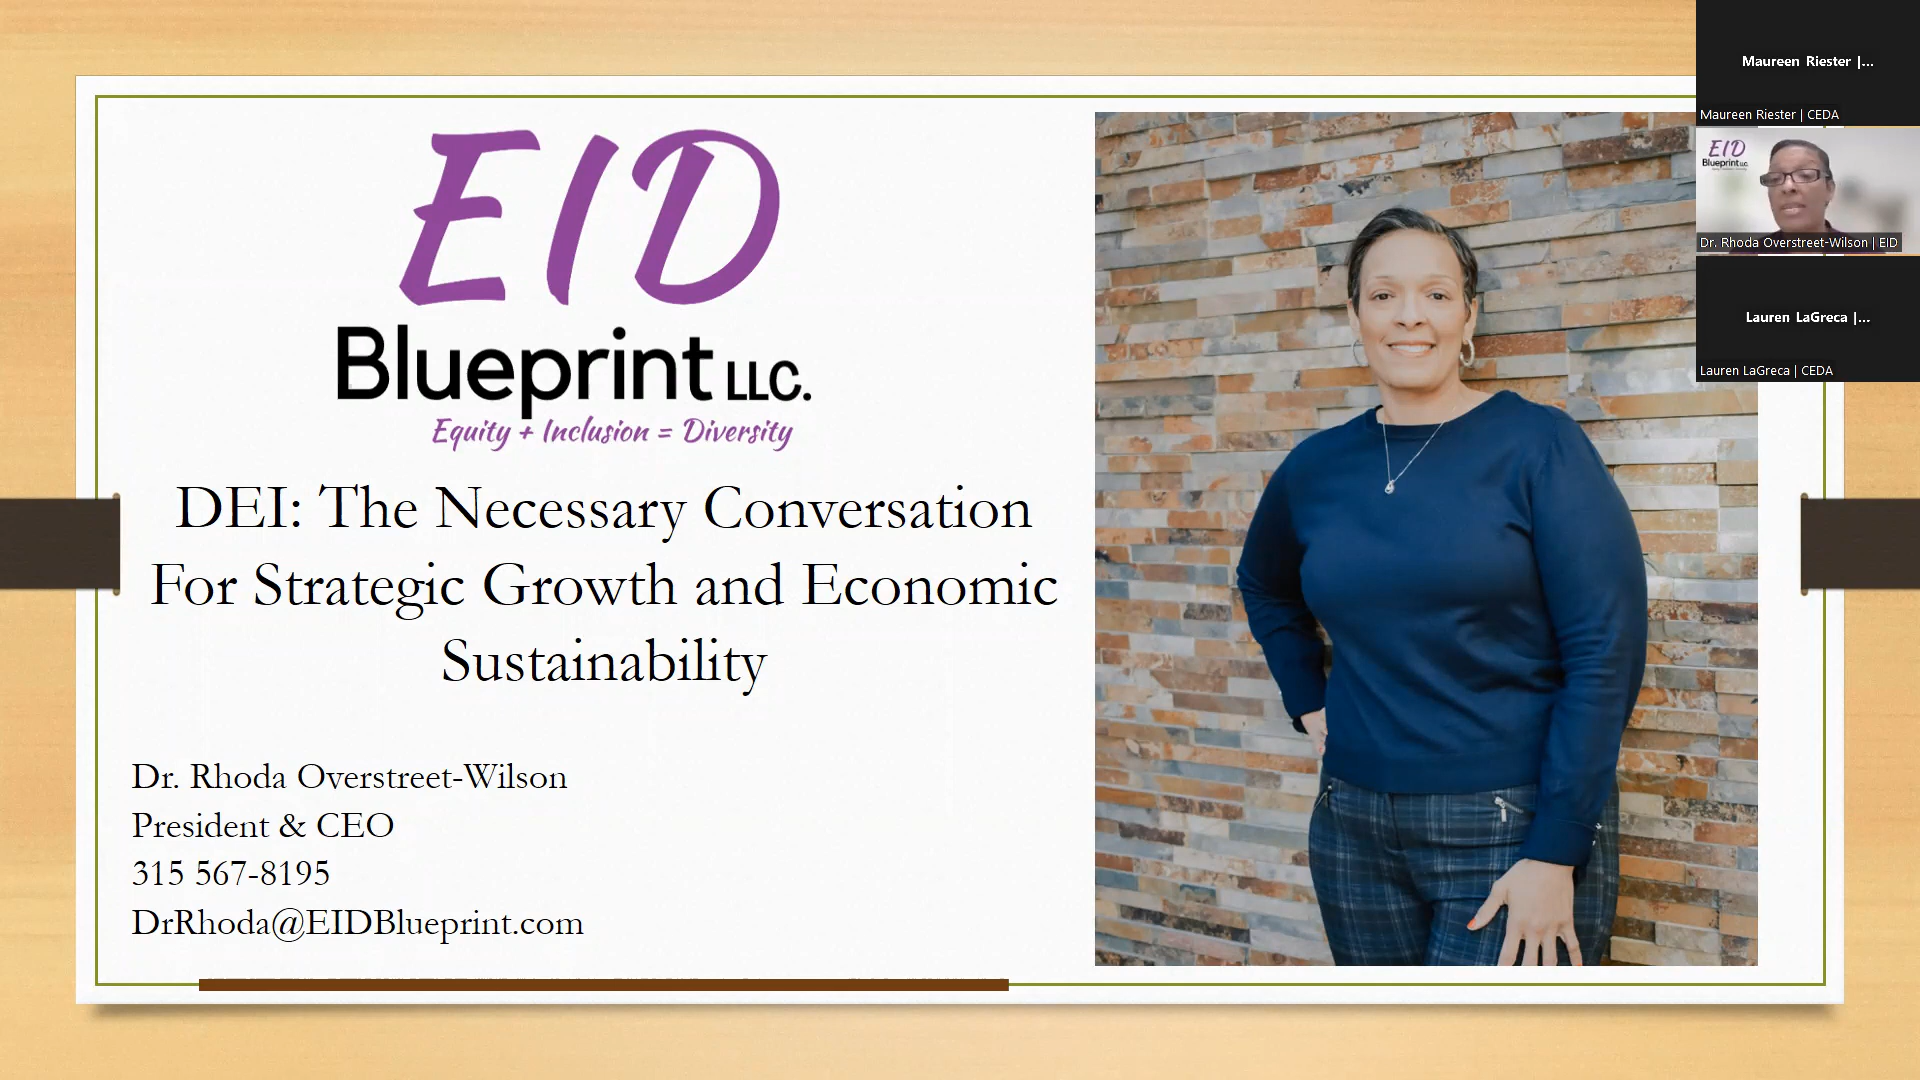 EID
Blueprint LLC.
Equity + Inclusion = Diversity
DEI: The Necessary Conversation
For Strategic Growth and Economic
Sustainability
Dr. Rhoda Overstreet-Wilson
President & CEO
315 567-8195
DrRhoda@EIDBlueprint.com
Maureen Riester |...
Maureen Riester | CEDA
EID
Blueprint LLC.
Dr. Rhoda Overstreet-Wilson | EID
Lauren LaGreca |...
Lauren LaGreca | CEDA